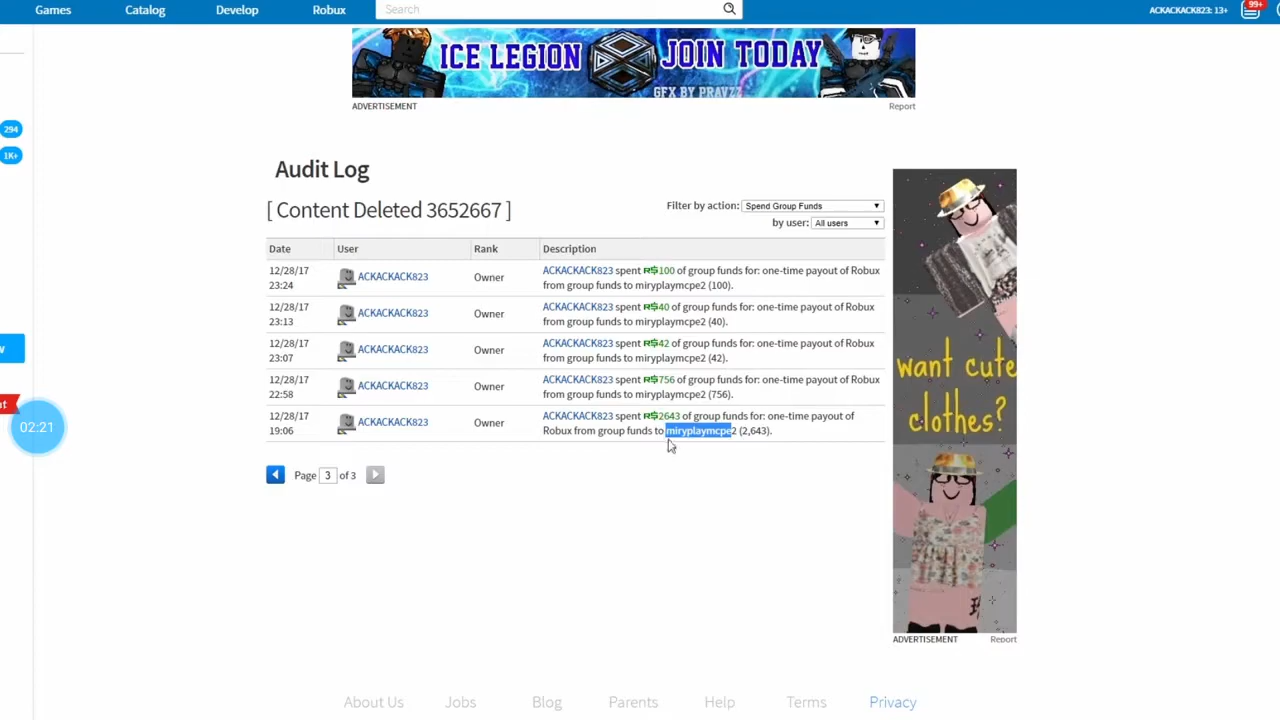 Games Catalog Develop Robux Search ACKACKACK823: 13+ 99+
ICE LEGION JOIN TODAY
GFX BY PRAVZZ
ADVERTISEMENT Report
294
1K+
Audit Log
[ Content Deleted 3652667 ]
Filter by action: Spend Group Funds
by user: All users
Date User Rank Description
12/28/17 23:24 ACKACKACK823 Owner ACKACKACK823 spent R$100 of group funds for: one-time payout of Robux
from group funds to miryplaymcpe2 (100).
12/28/17 23:13 ACKACKACK823 Owner ACKACKACK823 spent R$40 of group funds for: one-time payout of Robux
from group funds to miryplaymcpe2 (40).
12/28/17 23:07 ACKACKACK823 Owner ACKACKACK823 spent R$42 of group funds for: one-time payout of Robux
from group funds to miryplaymcpe2 (42).
12/28/17 22:58 ACKACKACK823 Owner ACKACKACK823 spent R$756 of group funds for: one-time payout of Robux
from group funds to miryplaymcpe2 (756).
12/28/17 19:06 ACKACKACK823 Owner ACKACKACK823 spent R$2643 of group funds for: one-time payout of
Robux from group funds to miryplaymcpe2 (2,643).
02:21
Page 3 of 3
want cute
clothes?
ADVERTISEMENT Report
About Us Jobs Blog Parents Help Terms Privacy